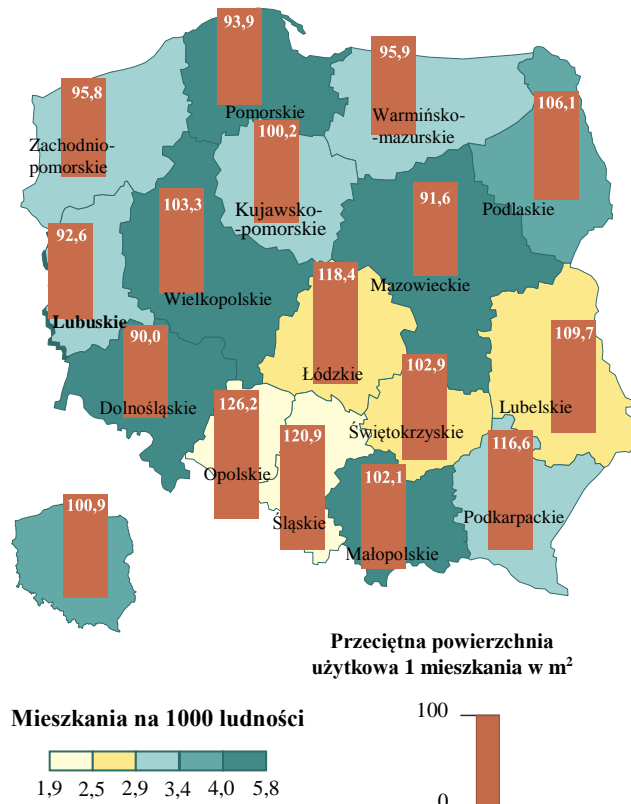 93,9
95,9
95,8
106,1
Pomorskie
Warmińsko-
-mazurskie
100,2
Zachodnio-
pomorskie
103,3
91,6
Kujawsko-
-pomorskie
Podlaskie
92,6
118,4
Wielkopolskie
Mazowieckie
Lubuskie
90,0
109,7
102,9
Łódzkie
Dolnośląskie
Lubelskie
126,2
120,9
Świętokrzyskie
116,6
Opolskie
102,1
100,9
Śląskie
Podkarpackie
Małopolskie
Przeciętna powierzchnia
użytkowa 1 mieszkania w m²
Mieszkania na 1000 ludności
100
0
1,9 2,5 2,9 3,4 4,0 5,8